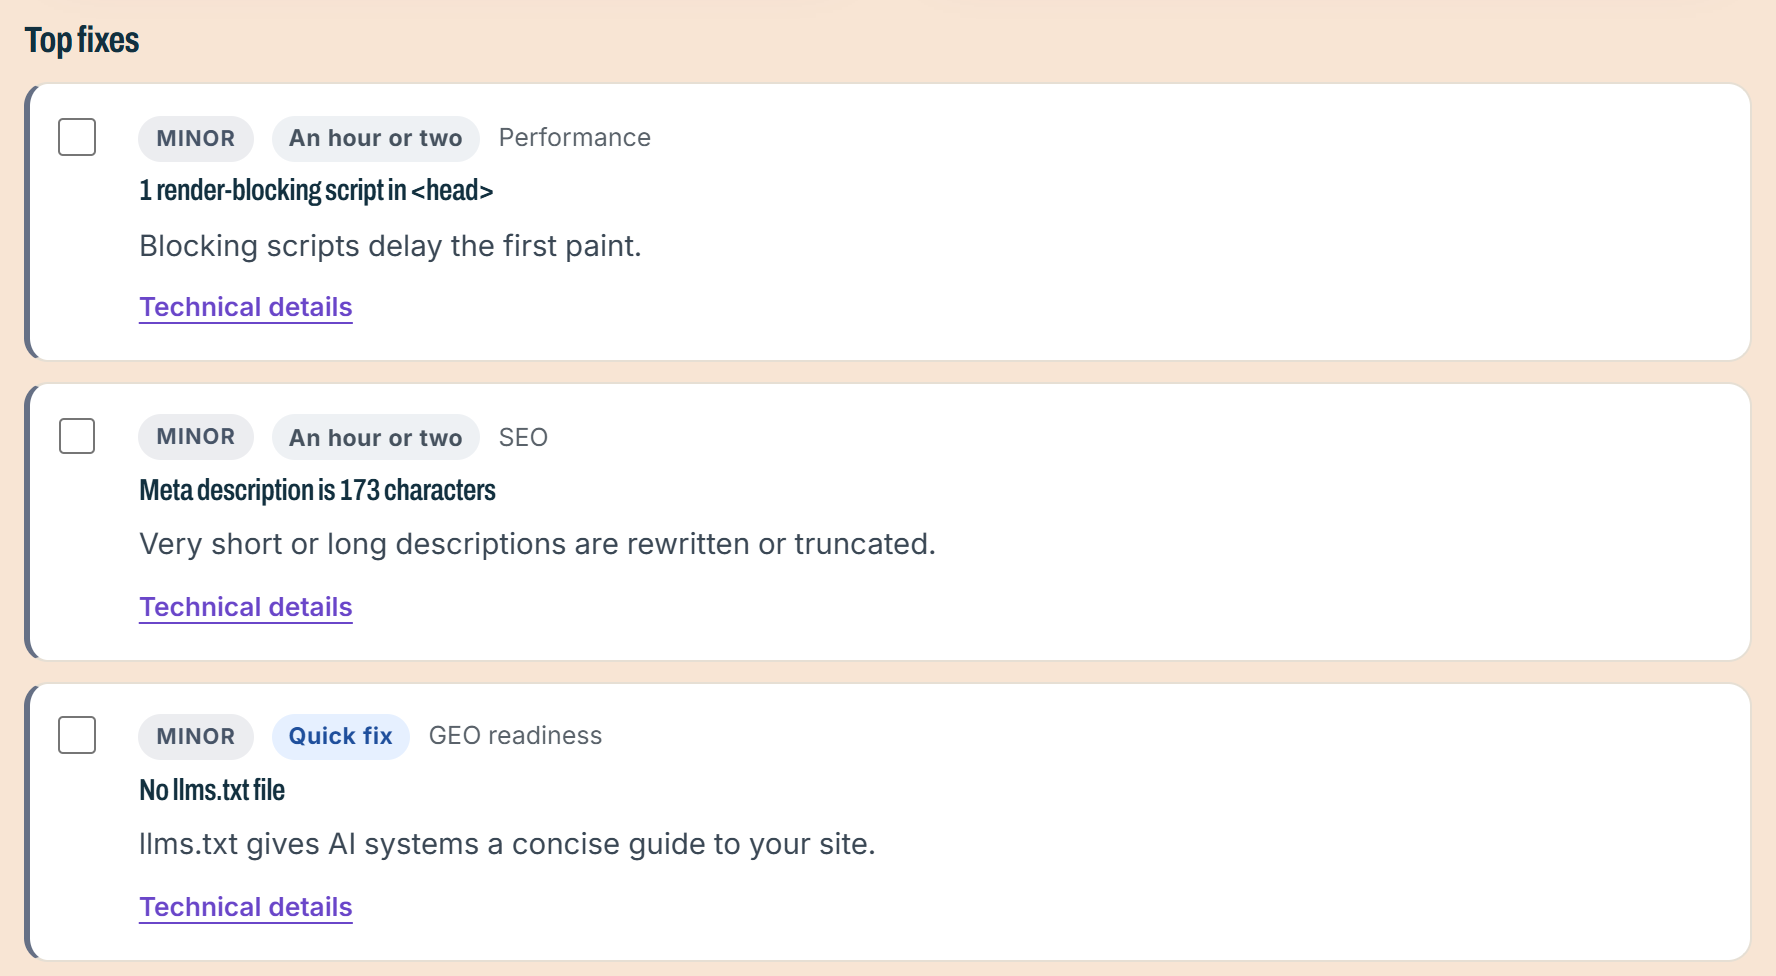 Top fixes
MINOR An hour or two Performance
1 render-blocking script in <head>
Blocking scripts delay the first paint.
Technical details
MINOR An hour or two SEO
Meta description is 173 characters
Very short or long descriptions are rewritten or truncated.
Technical details
MINOR Quick fix GEO readiness
No llms.txt file
llms.txt gives AI systems a concise guide to your site.
Technical details